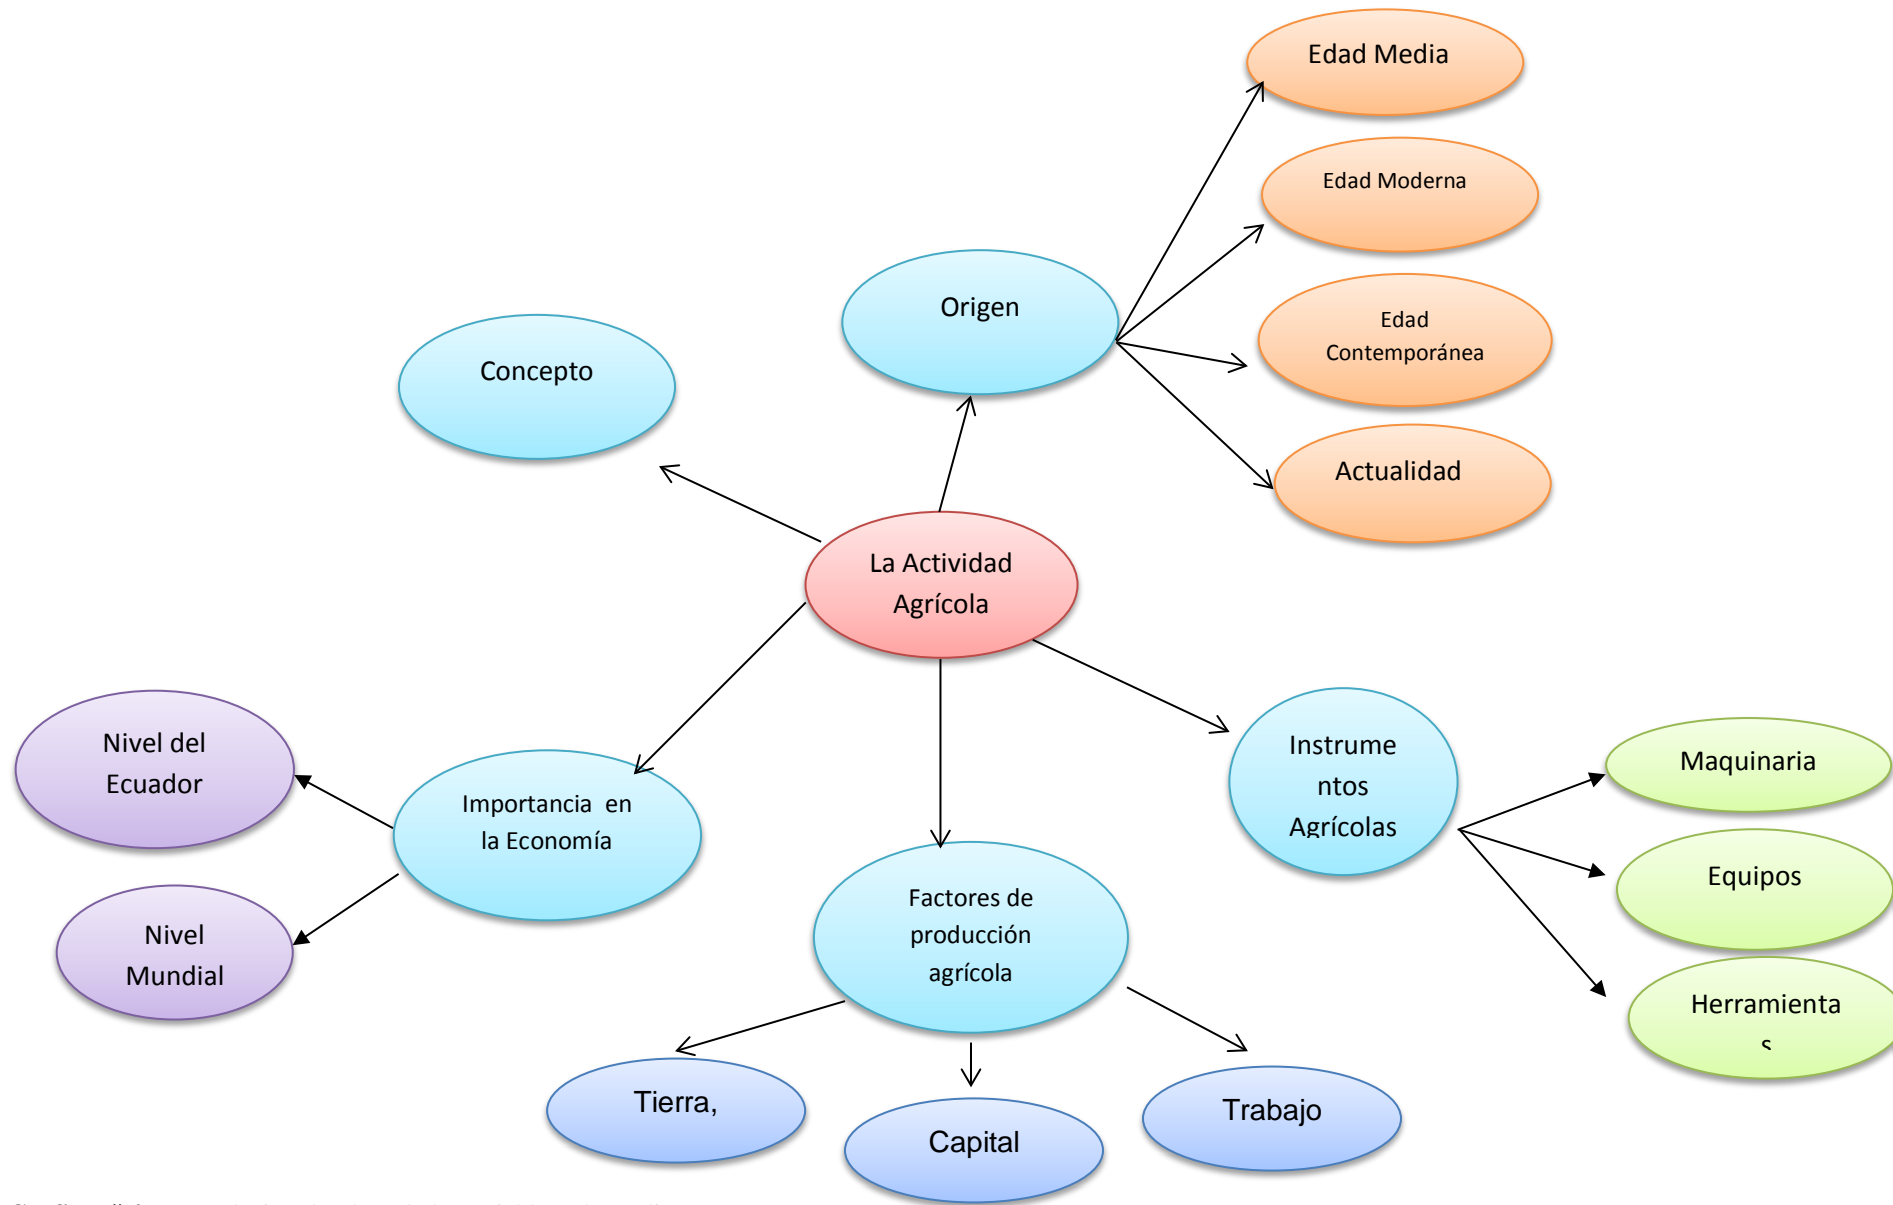 Edad Media
Edad Moderna
Origen
Edad
Contemporánea
Concepto
Actualidad
La Actividad
Agrícola
Nivel del
Ecuador
Instrume
ntos
Agrícolas
Maquinaria
Importancia en
la Economía
Equipos
Factores de
producción
agrícola
Nivel
Mundial
Herramienta
s
Tierra,
Capital
Trabajo